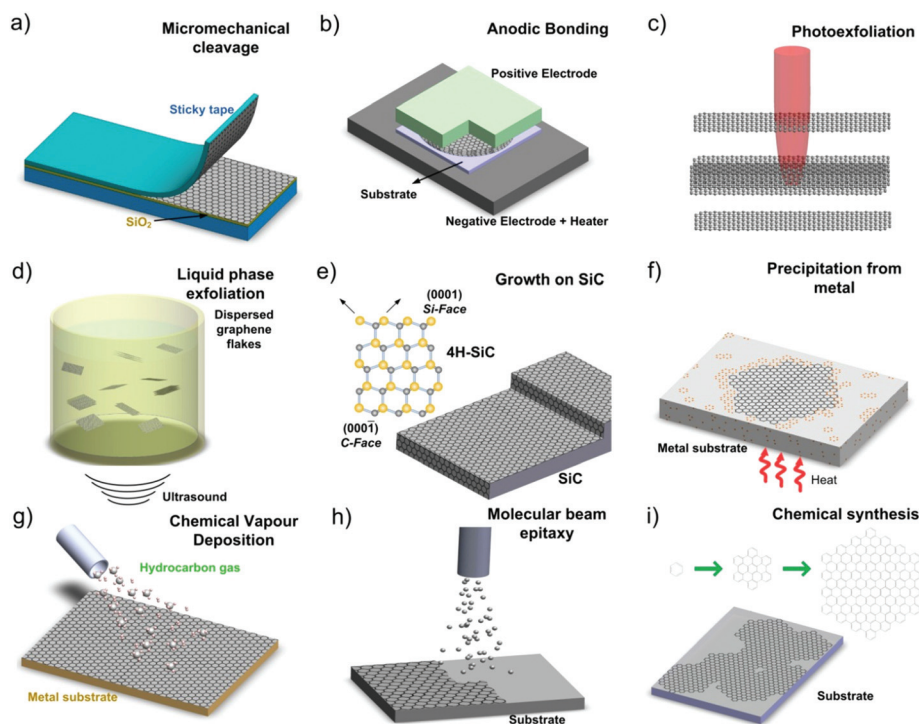 a)
Micromechanical
cleavage
Sticky tape
SiO₂
b)
Anodic Bonding
Positive Electrode
Substrate
Negative Electrode + Heater
c)
Photoexfoliation
d)
Liquid phase
exfoliation
Dispersed
graphene
flakes
Ultrasound
e)
Growth on SiC
(0001)
Si-Face
4H-SiC
(0001̅)
C-Face
SiC
f)
Precipitation from
metal
Metal substrate
Heat
g)
Chemical Vapour
Deposition
Hydrocarbon gas
Metal substrate
h)
Molecular beam
epitaxy
Substrate
i)
Chemical synthesis
Substrate